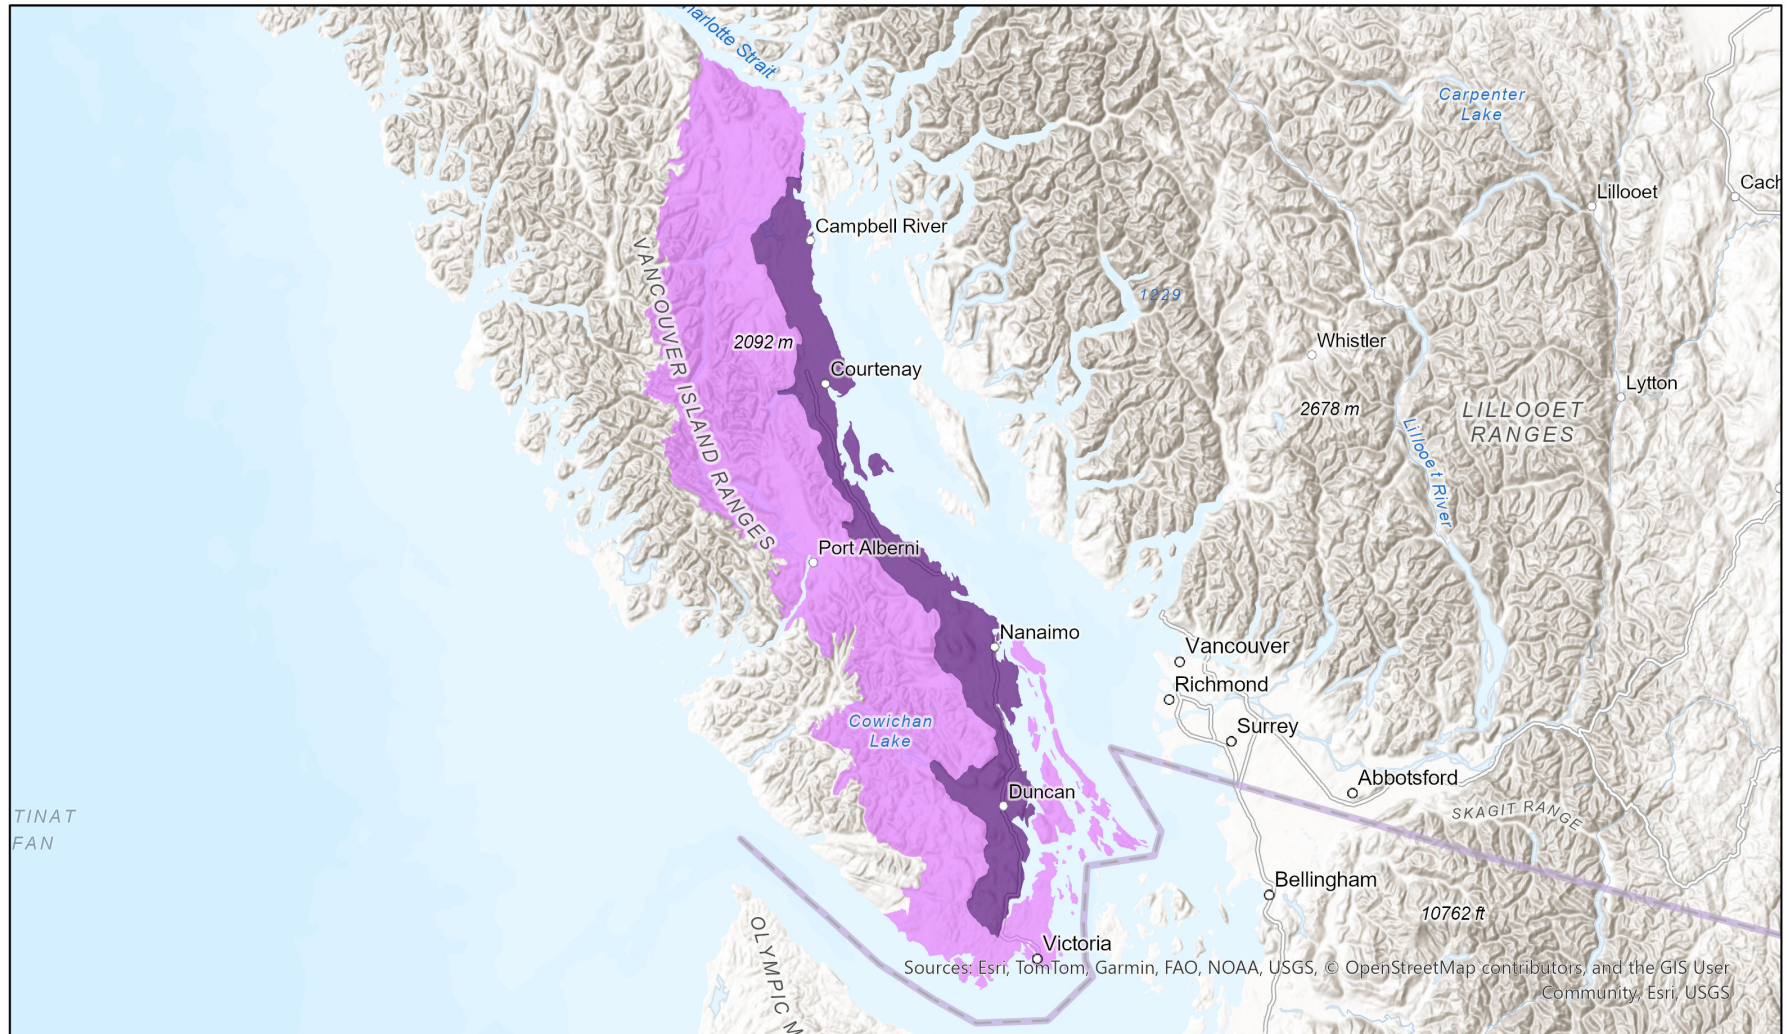 harlotte Strait
Carpenter
Lake
Lillooet
Cach
Campbell River
VANCOUVER ISLAND RANGES
1229
2092 m
Whistler
Courtenay
Lytton
2678 m
LILLOOET
RANGES
Lillooet River
Port Alberni
Nanaimo
Vancouver
Richmond
Cowichan
Lake
Surrey
Abbotsford
Duncan
TINAT
FAN
SKAGIT RANGE
Bellingham
10762 ft
OLYMPIC M
Victoria
Sources: Esri, TomTom, Garmin, FAO, NOAA, USGS, © OpenStreetMap contributors, and the GIS User
Community, Esri, USGS